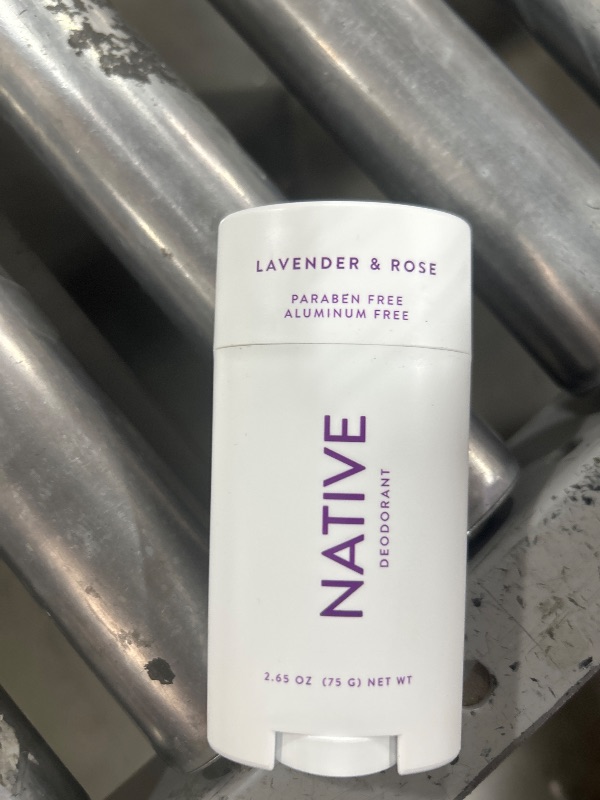 LAVENDER & ROSE
PARABEN FREE
ALUMINUM FREE
NATIVE
DEODORANT
2.65 OZ (75 G) NET WT